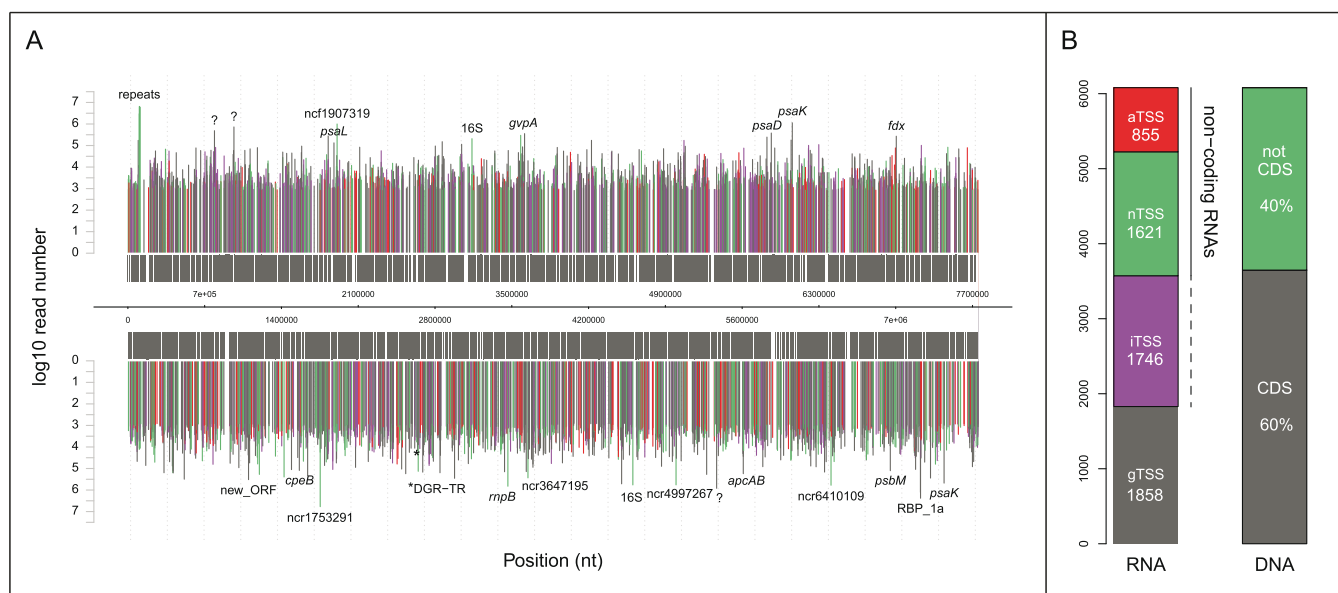 A
log10 read number
7
6
5
4
3
2
1
0
repeats
?
?
ncf1907319
psaL
16S
gvpA
psaD
psaK
fdx
7e+05
2100000
3500000
4900000
6300000
7700000
0
1400000
2800000
4200000
5600000
7e+06
0
1
2
3
4
5
6
7
new_ORF
cpeB
ncr1753291
*
*DGR-TR
rnpB
ncr3647195
16S
ncr4997267
?
apcAB
ncr6410109
psbM
RBP_1a
psaK
Position (nt)
B
6000
5000
4000
3000
2000
1000
0
aTSS
855
nTSS
1621
iTSS
1746
gTSS
1858
non-coding RNAs
not
CDS
40%
CDS
60%
RNA
DNA